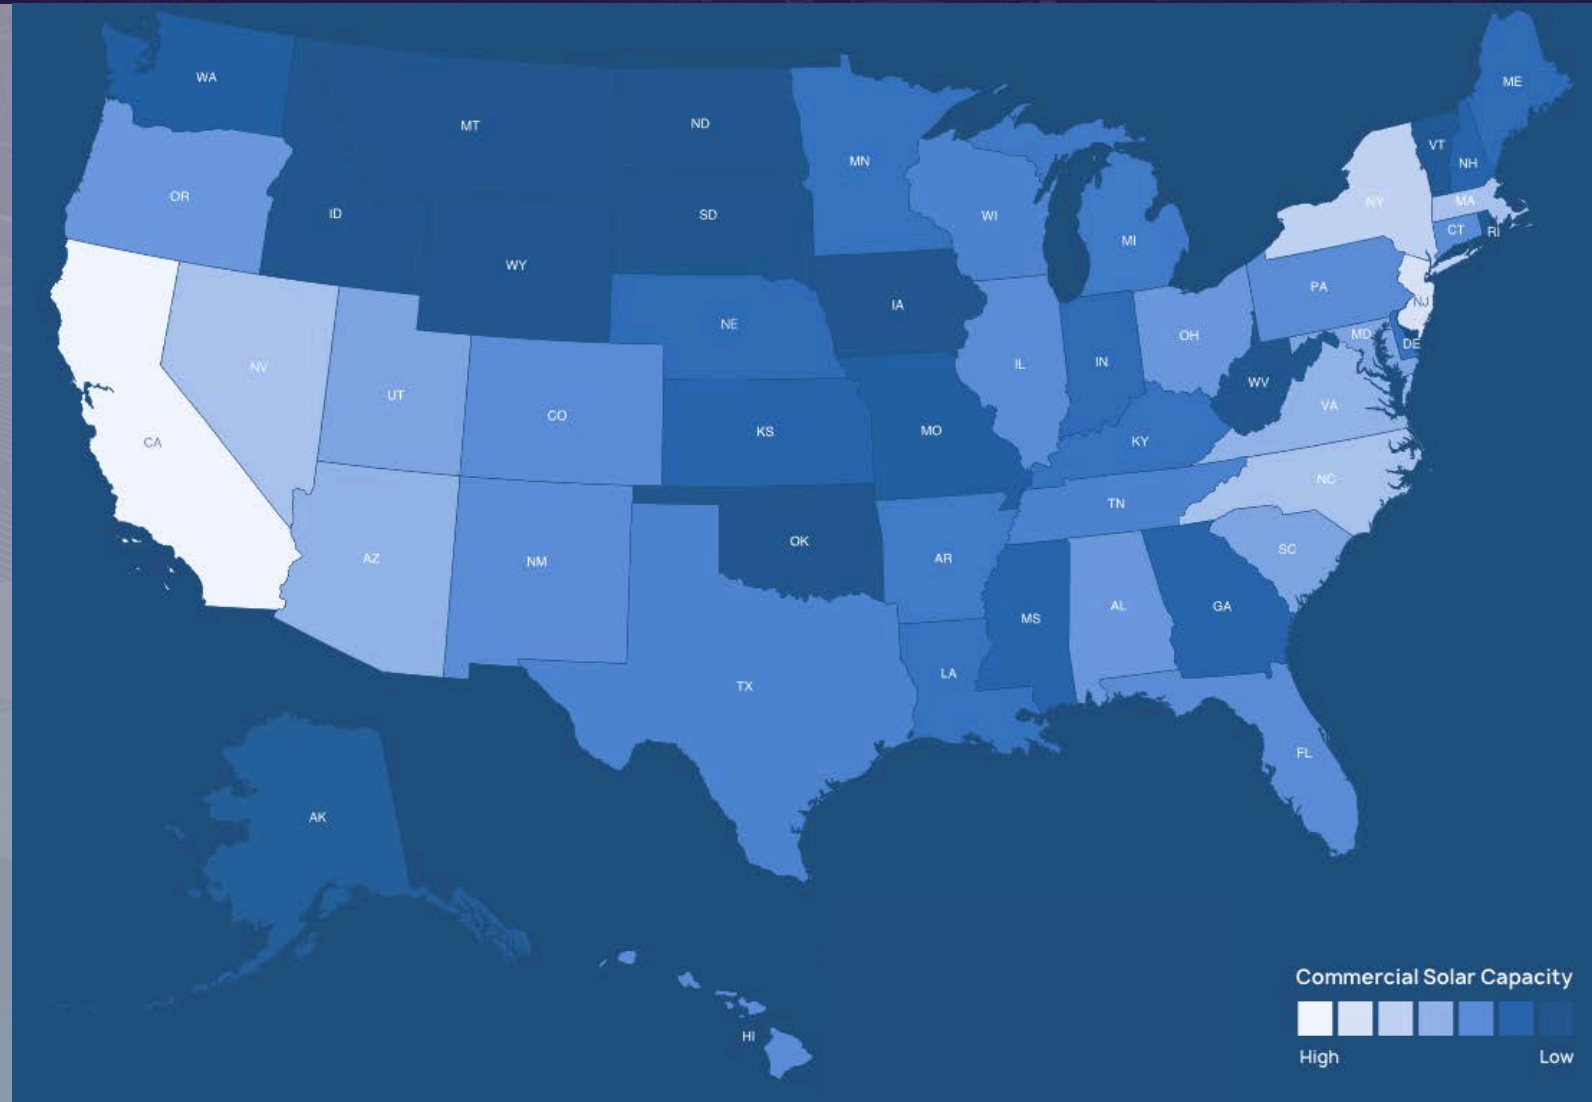 WA
MT
ND
MN
ME
VT
NH
OR
ID
SD
WI
MI
NY
MA
CT
RI
WY
IA
NE
PA
NJ
CA
NV
UT
CO
KS
MO
IL
IN
OH
MD
DE
WV
VA
KY
NC
AZ
NM
OK
AR
TN
SC
TX
LA
MS
AL
GA
FL
AK
HI
Commercial Solar Capacity
High
Low